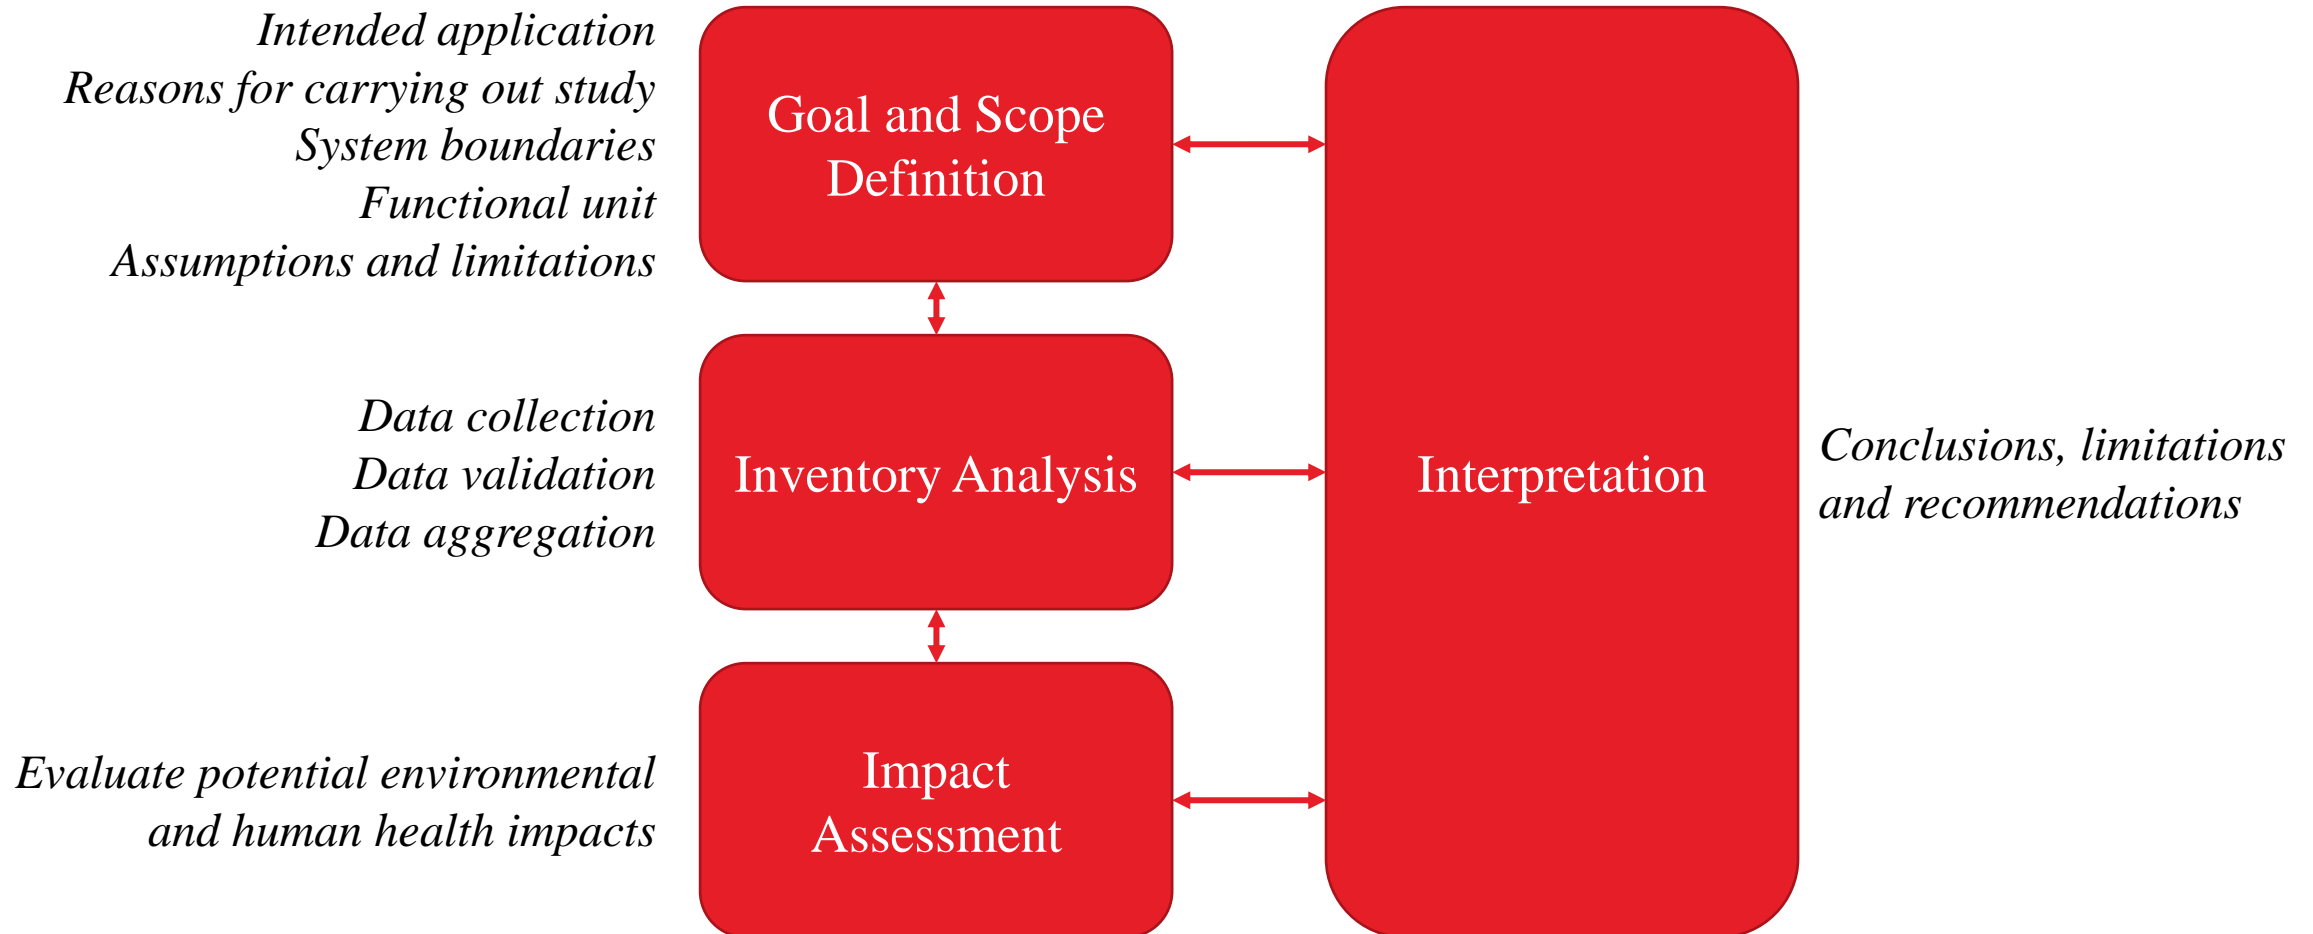 Intended application
Reasons for carrying out study
System boundaries
Functional unit
Assumptions and limitations
Goal and Scope
Definition
Data collection
Data validation
Data aggregation
Inventory Analysis
Interpretation
Conclusions, limitations
and recommendations
Evaluate potential environmental
and human health impacts
Impact
Assessment